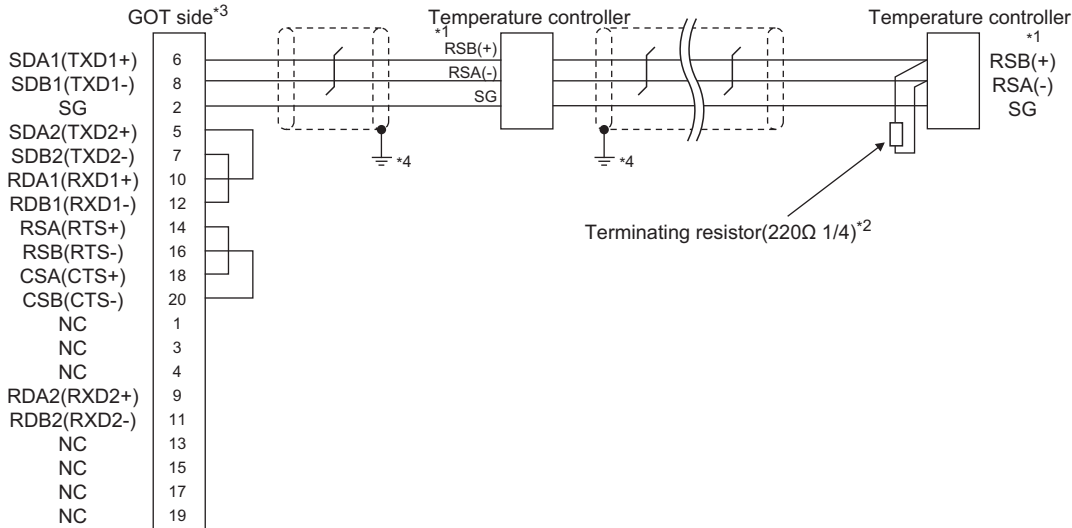 GOT side*3
Temperature controller
*1
Temperature controller
*1
SDA1(TXD1+) 6 RSB(+) RSB(+)
SDB1(TXD1-) 8 RSA(-) RSA(-)
SG 2 SG SG
SDA2(TXD2+) 5
SDB2(TXD2-) 7
*4 *4
RDA1(RXD1+) 10
RDB1(RXD1-) 12
RSA(RTS+) 14
Terminating resistor(220Ω 1/4)*2
RSB(RTS-) 16
CSA(CTS+) 18
CSB(CTS-) 20
NC 1
NC 3
NC 4
RDA2(RXD2+) 9
RDB2(RXD2-) 11
NC 13
NC 15
NC 17
NC 19